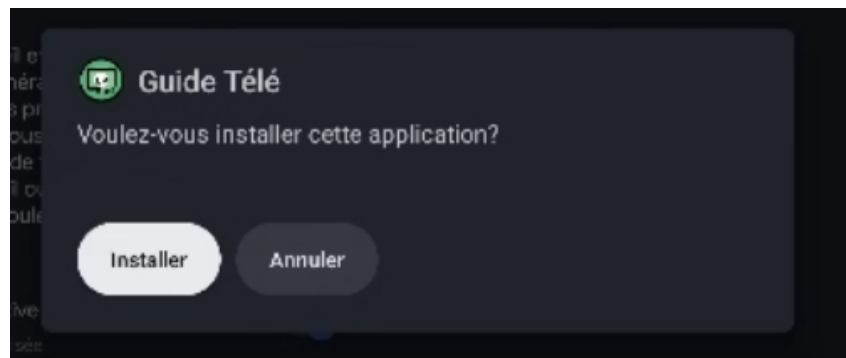 Guide Télé
Voulez-vous installer cette application?
Installer
Annuler